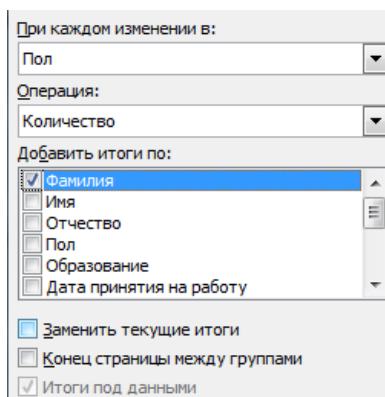 При каждом изменении в:
Пол
Операция:
Количество
Добавить итоги по:
Фамилия
Имя
Отчество
Пол
Образование
Дата принятия на работу
Заменить текущие итоги
Конец страницы между группами
Итоги под данными